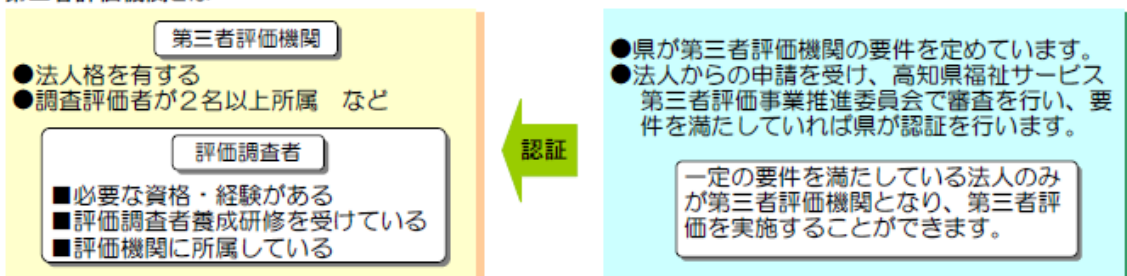 第三者評価機関
●法人格を有する
●調査評価者が2名以上所属　など
評価調査者
■必要な資格・経験がある
■評価調査者養成研修を受けている
■評価機関に所属している
認証
●県が第三者評価機関の要件を定めています。
●法人からの申請を受け、高知県福祉サービス
第三者評価事業推進委員会で審査を行い、要
件を満たしていれば県が認証を行います。
一定の要件を満たしている法人のみ
が第三者評価機関となり、第三者評
価を実施することができます。